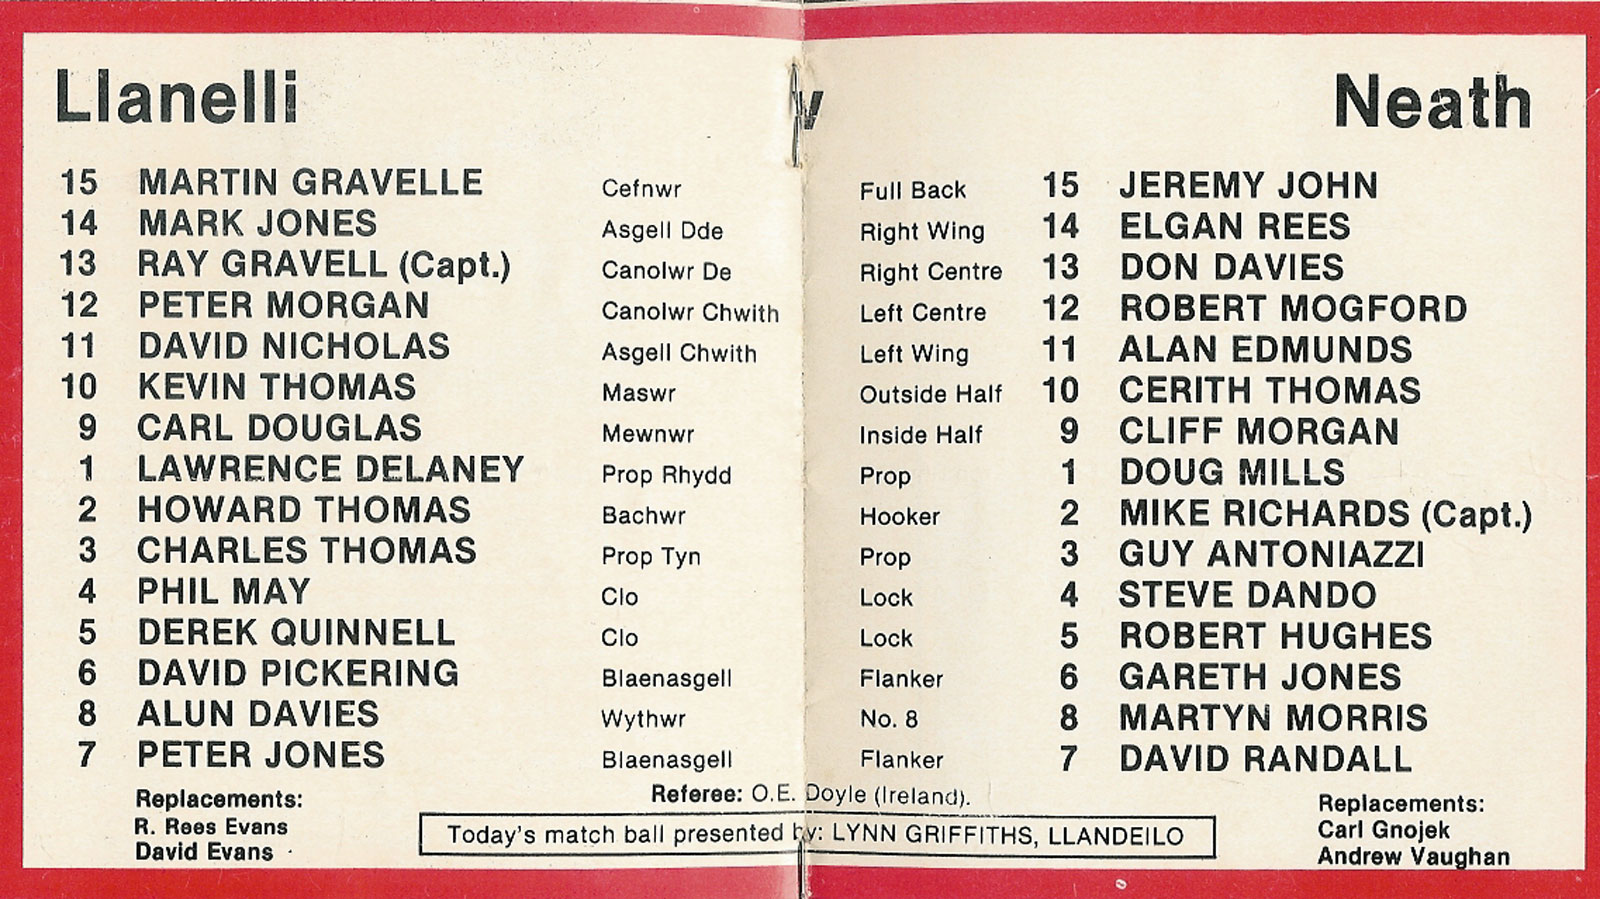 Llanelli v Neath
15 MARTIN GRAVELLE Cefnwr Full Back 15 JEREMY JOHN
14 MARK JONES Asgell Dde Right Wing 14 ELGAN REES
13 RAY GRAVELL (Capt.) Canolwr De Right Centre 13 DON DAVIES
12 PETER MORGAN Canolwr Chwith Left Centre 12 ROBERT MOGFORD
11 DAVID NICHOLAS Asgell Chwith Left Wing 11 ALAN EDMUNDS
10 KEVIN THOMAS Maswr Outside Half 10 CERITH THOMAS
9 CARL DOUGLAS Mewnwr Inside Half 9 CLIFF MORGAN
1 LAWRENCE DELANEY Prop Rhydd Prop 1 DOUG MILLS
2 HOWARD THOMAS Bachwr Hooker 2 MIKE RICHARDS (Capt.)
3 CHARLES THOMAS Prop Tyn Prop 3 GUY ANTONIAZZI
4 PHIL MAY Clo Lock 4 STEVE DANDO
5 DEREK QUINNELL Clo Lock 5 ROBERT HUGHES
6 DAVID PICKERING Blaenasgell Flanker 6 GARETH JONES
8 ALUN DAVIES Wythwr No. 8 8 MARTYN MORRIS
7 PETER JONES Blaenasgell Flanker 7 DAVID RANDALL
Referee: O.E. Doyle (Ireland).
Replacements:
R. Rees Evans
David Evans
Today's match ball presented by: LYNN GRIFFITHS, LLANDEILO
Replacements:
Carl Gnojek
Andrew Vaughan